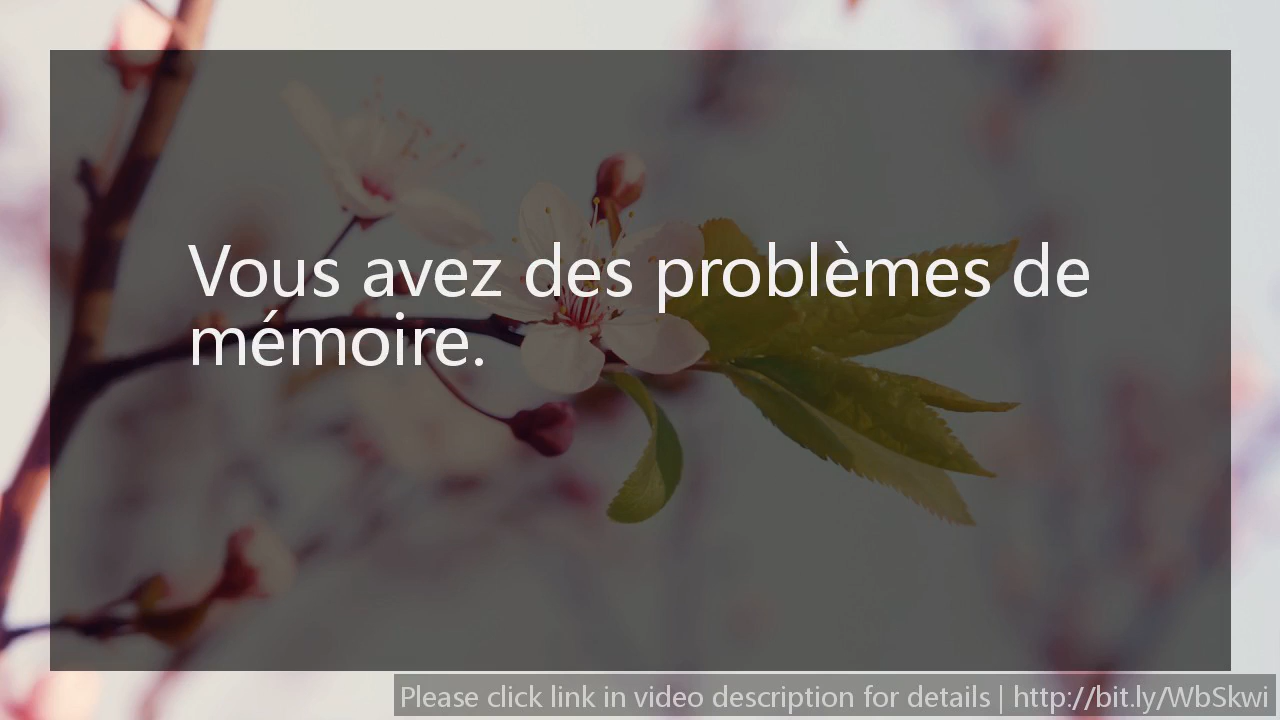 Vous avez des problèmes de
mémoire.
Please click link in video description for details | http://bit.ly/WbSkwi